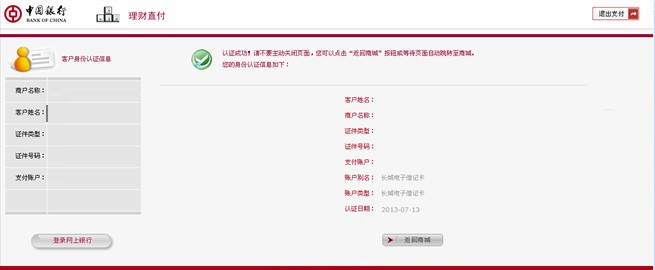 中国银行
BANK OF CHINA
理财直付
退出支付
客户身份认证信息
商户名称：
客户姓名：
证件类型：
证件号码：
支付账户：
登录网上银行
认证成功！请不要主动关闭页面，您可以点击“返回商城”按钮或等待页面自动跳转至商城。
您的身份认证信息如下：
客户姓名：
商户名称：
证件类型：
证件号码：
支付账户：
账户别名： 长城电子借记卡
账户类型： 长城电子借记卡
认证日期： 2013-07-13
返回商城